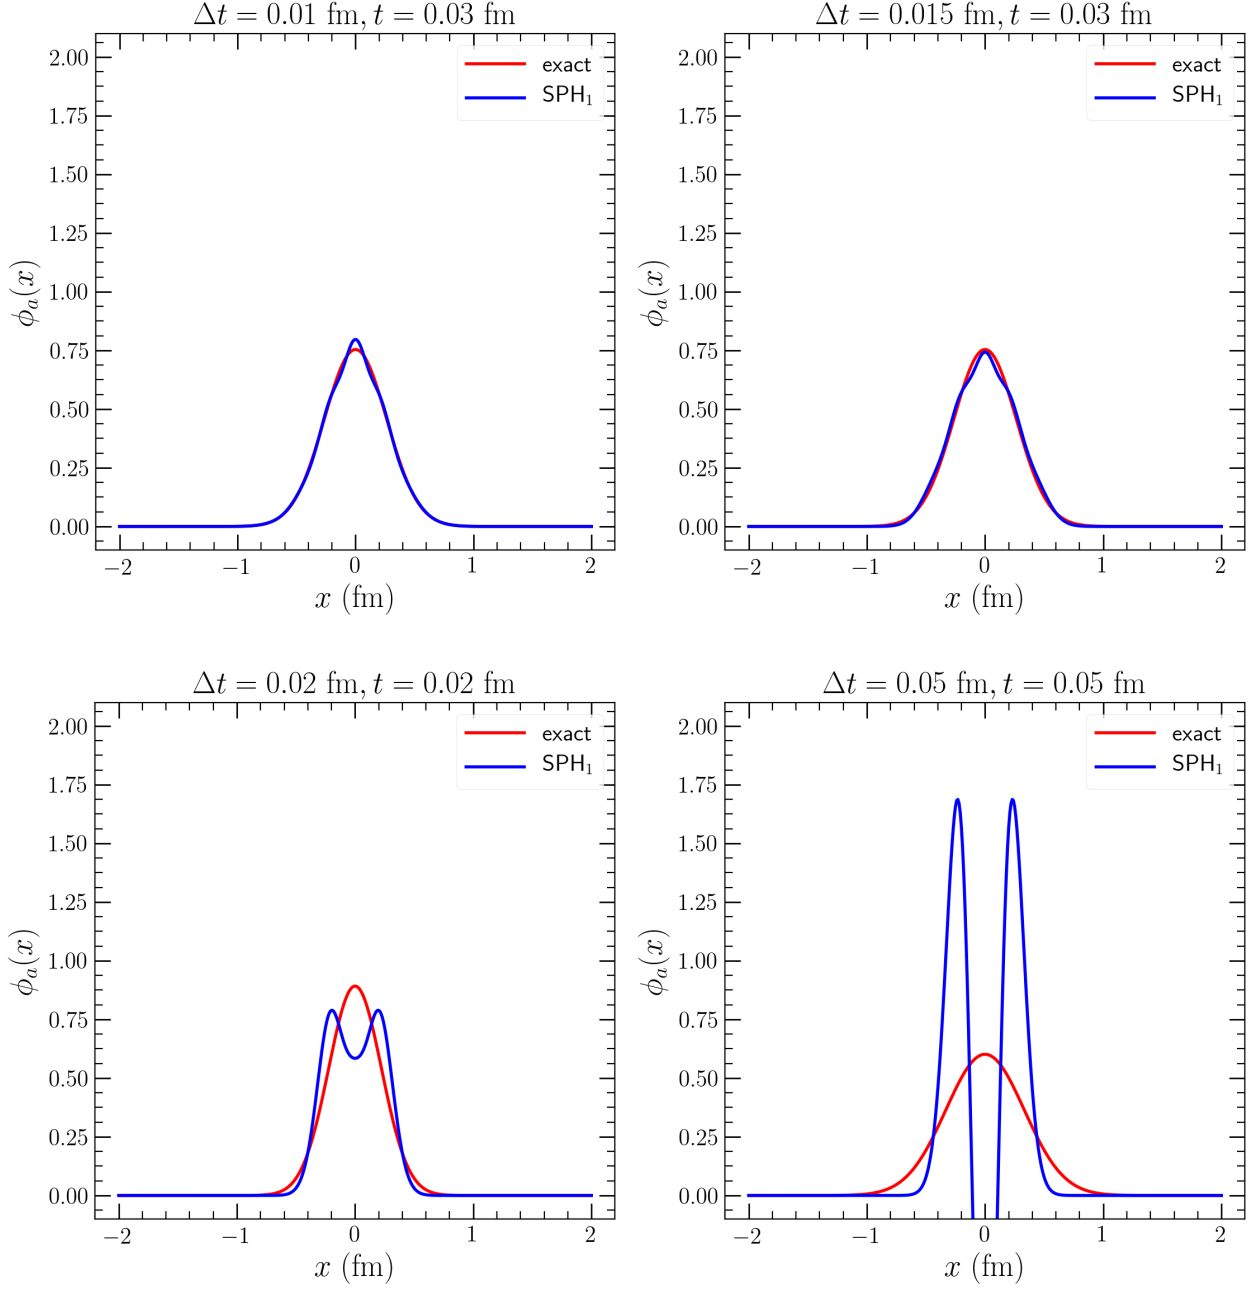 Δt = 0.01 fm, t = 0.03 fm
2.00
1.75
1.50
1.25
1.00
0.75
0.50
0.25
0.00
ϕₐ(x)
exact
SPH₁
−2 −1 0 1 2
x (fm)
Δt = 0.015 fm, t = 0.03 fm
2.00
1.75
1.50
1.25
1.00
0.75
0.50
0.25
0.00
ϕₐ(x)
exact
SPH₁
−2 −1 0 1 2
x (fm)
Δt = 0.02 fm, t = 0.02 fm
2.00
1.75
1.50
1.25
1.00
0.75
0.50
0.25
0.00
ϕₐ(x)
exact
SPH₁
−2 −1 0 1 2
x (fm)
Δt = 0.05 fm, t = 0.05 fm
2.00
1.75
1.50
1.25
1.00
0.75
0.50
0.25
0.00
ϕₐ(x)
exact
SPH₁
−2 −1 0 1 2
x (fm)